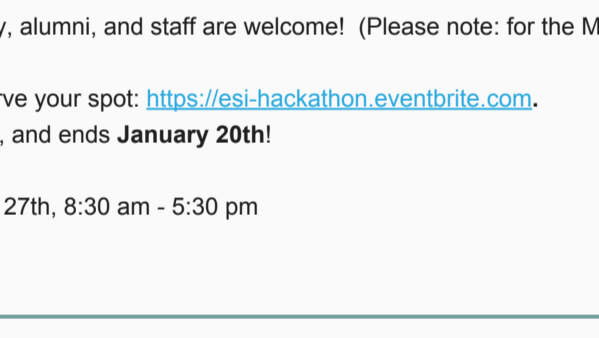 , alumni, and staff are welcome!  (Please note: for the
your spot: https://esi-hackathon.eventbrite.com.
, and ends January 20th!
27th, 8:30 am - 5:30 pm